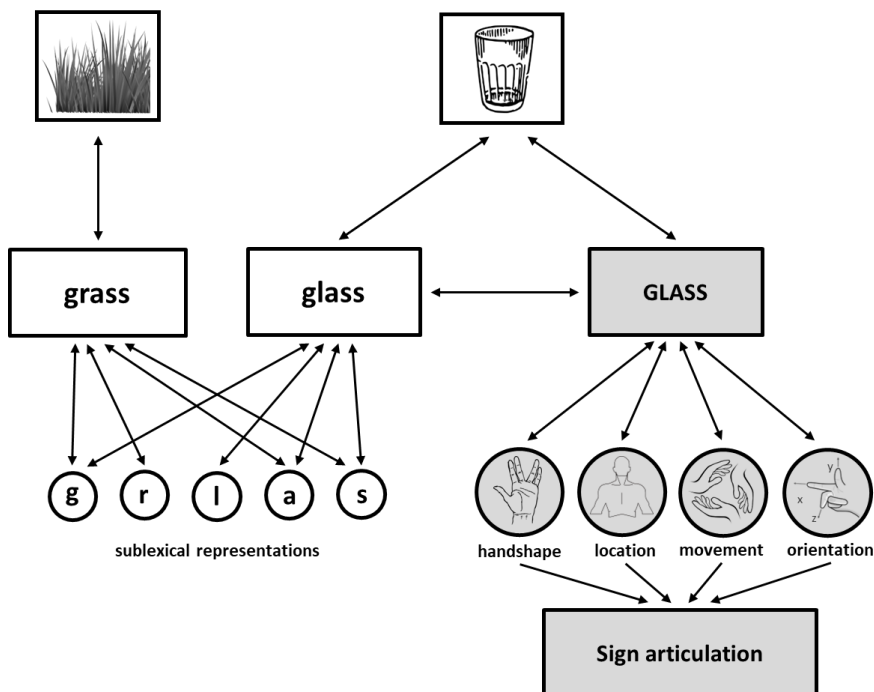 grass
glass
GLASS
g
r
l
a
s
y
x
z
sublexical representations
handshape
location
movement
orientation
Sign articulation